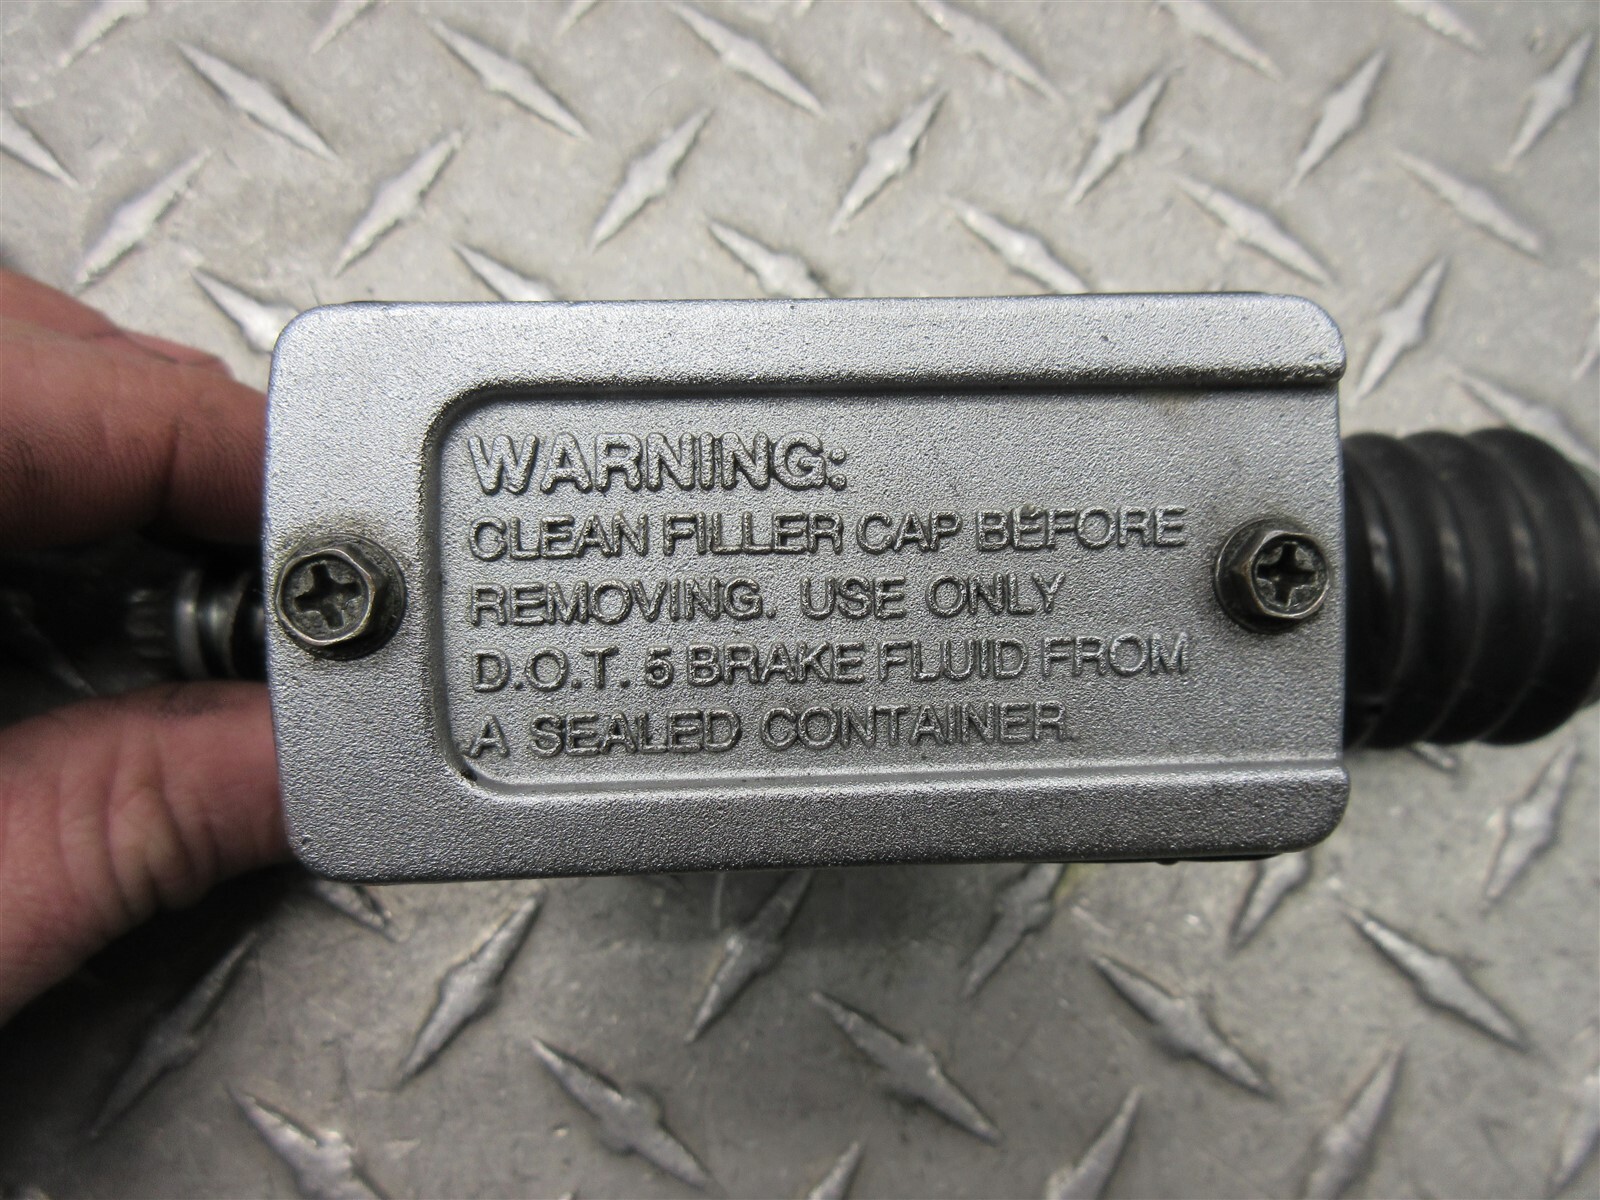 WARNING:
CLEAN FILLER CAP BEFORE
REMOVING. USE ONLY
D.O.T. 5 BRAKE FLUID FROM
A SEALED CONTAINER.